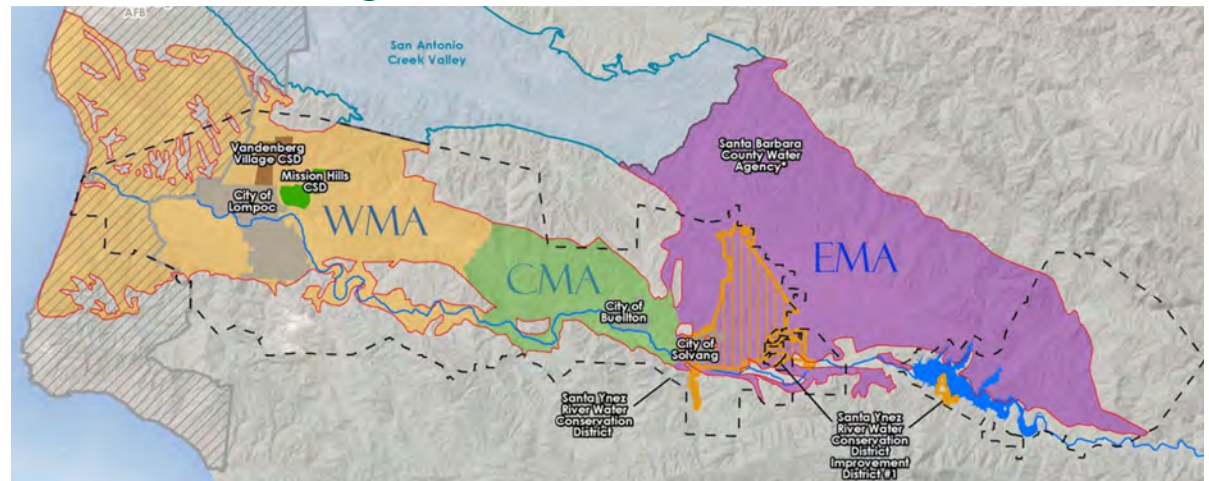 AFB
San Antonio
Creek Valley
Vandenberg
Village CSD
Mission Hills
CSD
City of
Lompoc
WMA
Santa Barbara
County Water
Agency*
EMA
CMA
City of
Buellton
City of
Solvang
Santa Ynez
River Water
Conservation
District
Santa Ynez
River Water
Conservation
District
Improvement
District #1